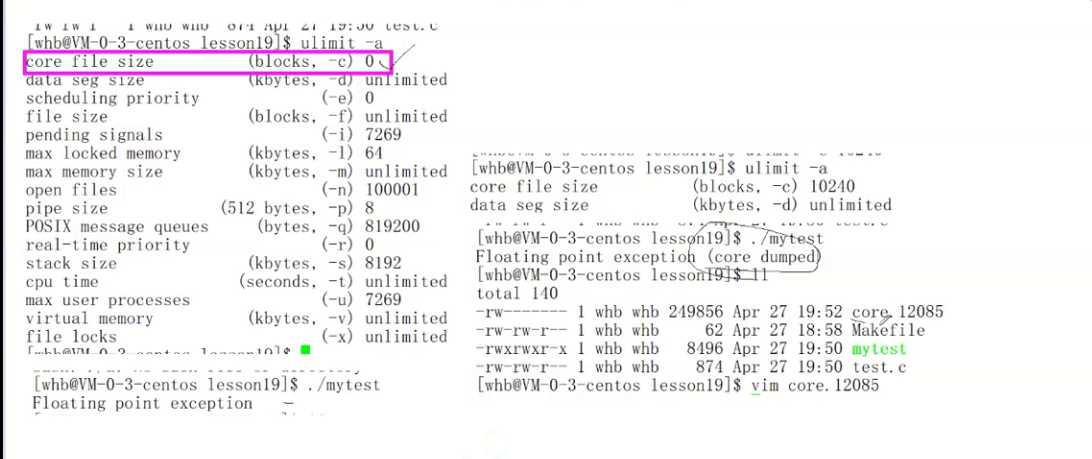 test.c
[whb@VM-0-3-centos lesson19]$ ulimit -a
core file size (blocks, -c) 0
data seg size (kbytes, -d) unlimited
scheduling priority (-e) 0
file size (blocks, -f) unlimited
pending signals (-i) 7269
max locked memory (kbytes, -l) 64
max memory size (kbytes, -m) unlimited
open files (-n) 100001
pipe size (512 bytes, -p) 8
POSIX message queues (bytes, -q) 819200
real-time priority (-r) 0
stack size (kbytes, -s) 8192
cpu time (seconds, -t) unlimited
max user processes (-u) 7269
virtual memory (kbytes, -v) unlimited
file locks (-x) unlimited
[whb@VM-0-3-centos lesson19]$ ./mytest
Floating point exception
[whb@VM-0-3-centos lesson19]$ ulimit -a
core file size (blocks, -c) 10240
data seg size (kbytes, -d) unlimited
[whb@VM-0-3-centos lesson19]$ ./mytest
Floating point exception (core dumped)
[whb@VM-0-3-centos lesson19]$ ll
total 140
-rw------- 1 whb whb 249856 Apr 27 19:52 core.12085
-rw-rw-r-- 1 whb whb 62 Apr 27 18:58 Makefile
-rwxrwxr-x 1 whb whb 8496 Apr 27 19:50 mytest
-rw-rw-r-- 1 whb whb 874 Apr 27 19:50 test.c
[whb@VM-0-3-centos lesson19]$ vim core.12085